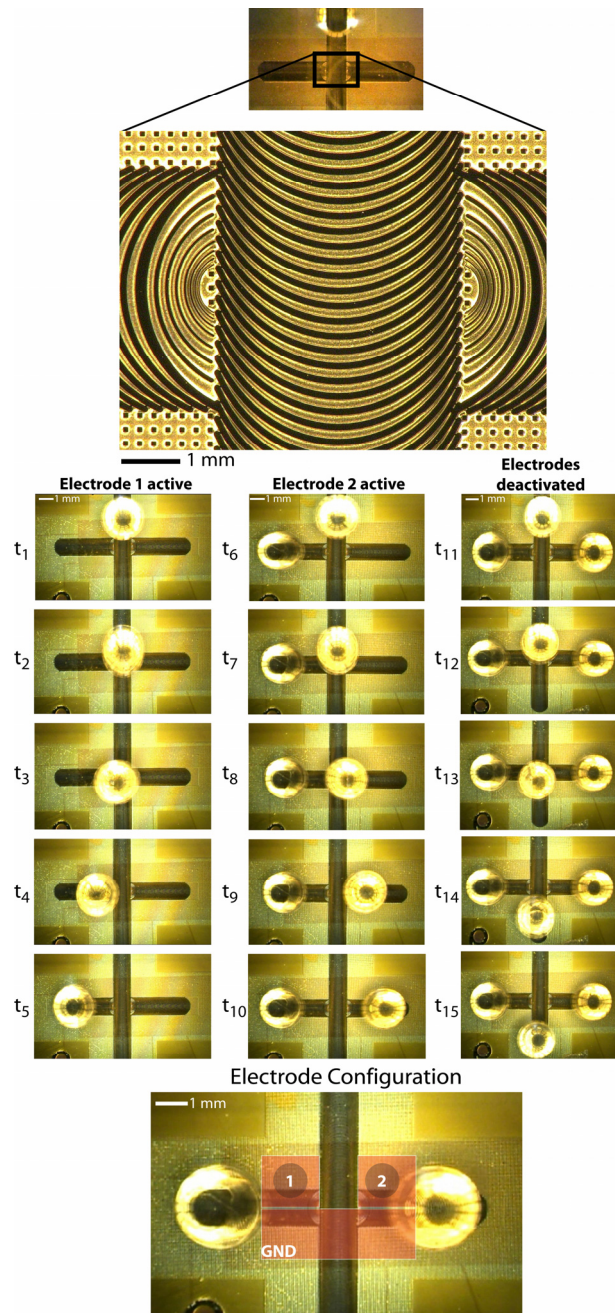 1 mm
Electrode 1 active
Electrode 2 active
Electrodes
deactivated
1 mm
1 mm
1 mm
t1
t6
t11
t2
t7
t12
t3
t8
t13
t4
t9
t14
t5
t10
t15
Electrode Configuration
1 mm
1
2
GND